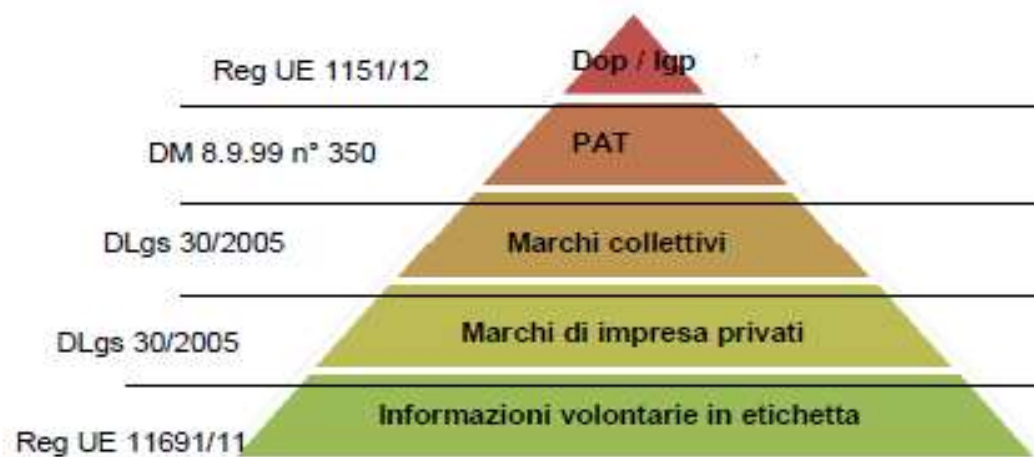 Reg UE 1151/12
Dop / Igp
DM 8.9.99 n° 350
PAT
DLgs 30/2005
Marchi collettivi
DLgs 30/2005
Marchi di impresa privati
Reg UE 11691/11
Informazioni volontarie in etichetta